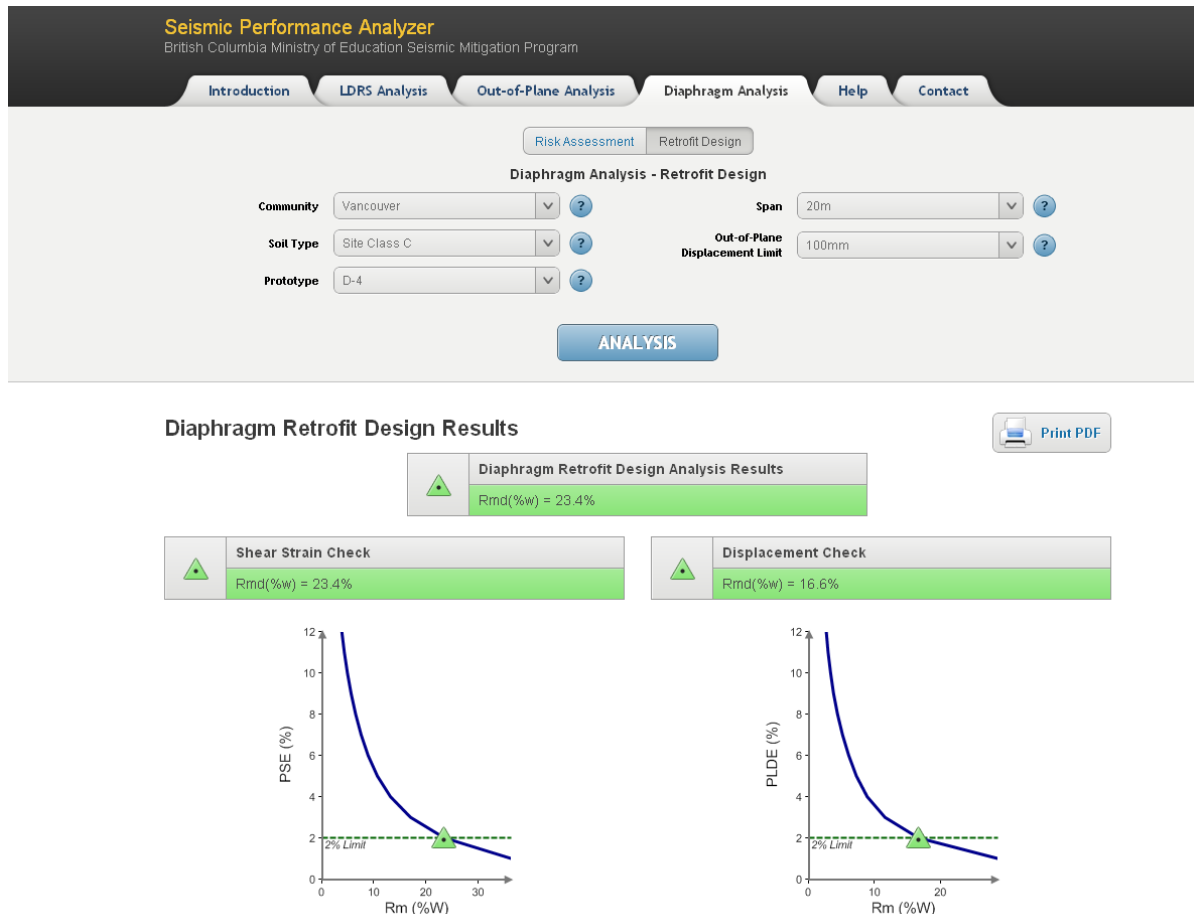 Seismic Performance Analyzer
British Columbia Ministry of Education Seismic Mitigation Program
Introduction
LDRS Analysis
Out-of-Plane Analysis
Diaphragm Analysis
Help
Contact
Risk Assessment
Retrofit Design
Diaphragm Analysis - Retrofit Design
Community
Vancouver
?
Span
20m
?
Soil Type
Site Class C
?
Out-of-Plane
Displacement Limit
100mm
?
Prototype
D-4
?
ANALYSIS
Diaphragm Retrofit Design Results
Print PDF
Diaphragm Retrofit Design Analysis Results
Rmd(%w) = 23.4%
Shear Strain Check
Rmd(%w) = 23.4%
Displacement Check
Rmd(%w) = 16.6%
12
10
8
6
4
2
0
PSE (%)
2% Limit
0
10
20
30
Rm (%W)
12
10
8
6
4
2
0
PLDE (%)
2% Limit
0
10
20
Rm (%W)